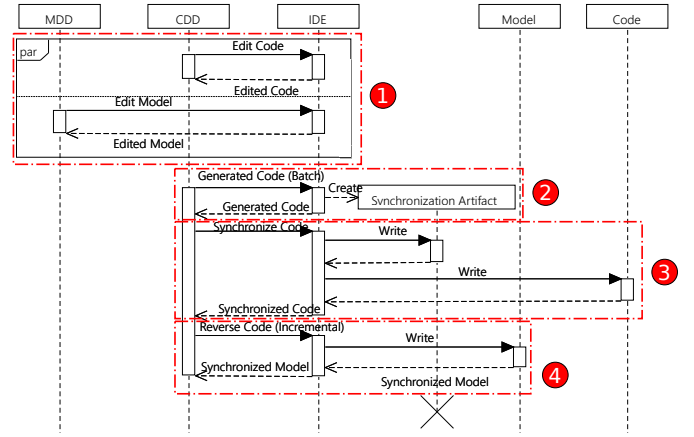 MDD
CDD
IDE
Model
Code
par
Edit Code
Edited Code
Edit Model
Edited Model
1
Generated Code (Batch)
Create
Synchronization Artifact
Generated Code
2
Synchronize Code
Write
Write
3
Synchronized Code
Reverse Code (Incremental)
Write
Synchronized Model
4
Synchronized Model